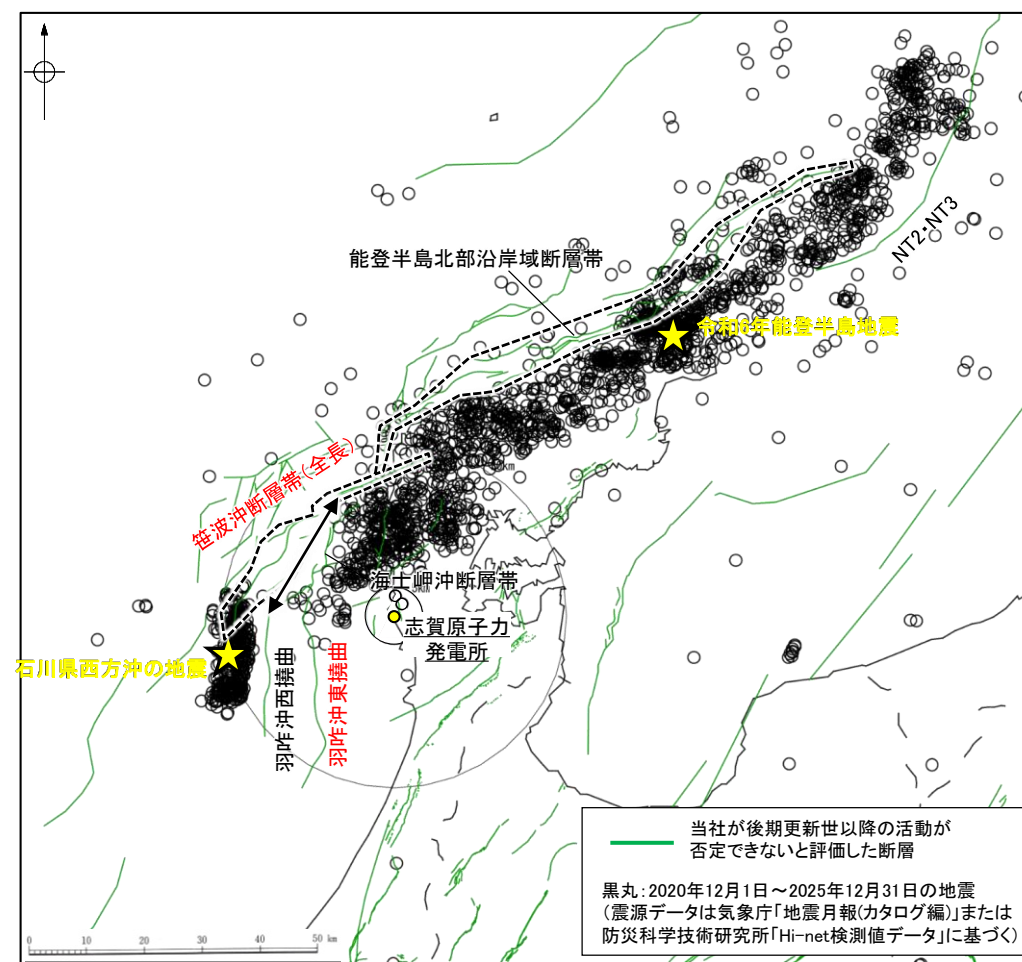 NT2・NT3
能登半島北部沿岸域断層帯
令和6年能登半島地震
笹波沖断層帯(全長)
海士岬沖断層帯
志賀原子力
発電所
石川県西方沖の地震
羽咋沖西撓曲
羽咋沖東撓曲
当社が後期更新世以降の活動が
否定できないと評価した断層
黒丸:2020年12月1日～2025年12月31日の地震
(震源データは気象庁「地震月報(カタログ編)」または
防災科学技術研究所「Hi-net検測値データ」に基づく)
0 10 20 30 40 50 km